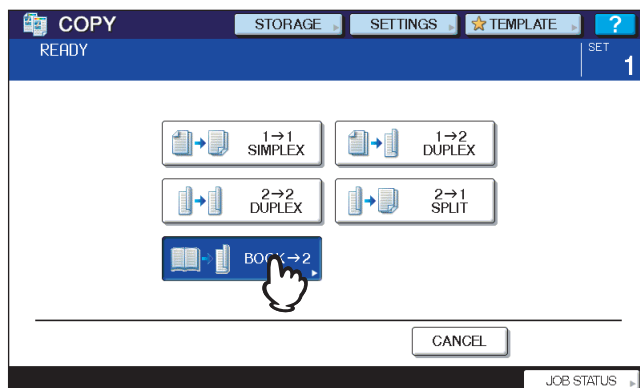 COPY
STORAGE
SETTINGS
TEMPLATE
?
READY
SET
1
1→1
SIMPLEX
1→2
DUPLEX
2→2
DUPLEX
2→1
SPLIT
BOOK→2
CANCEL
JOB STATUS